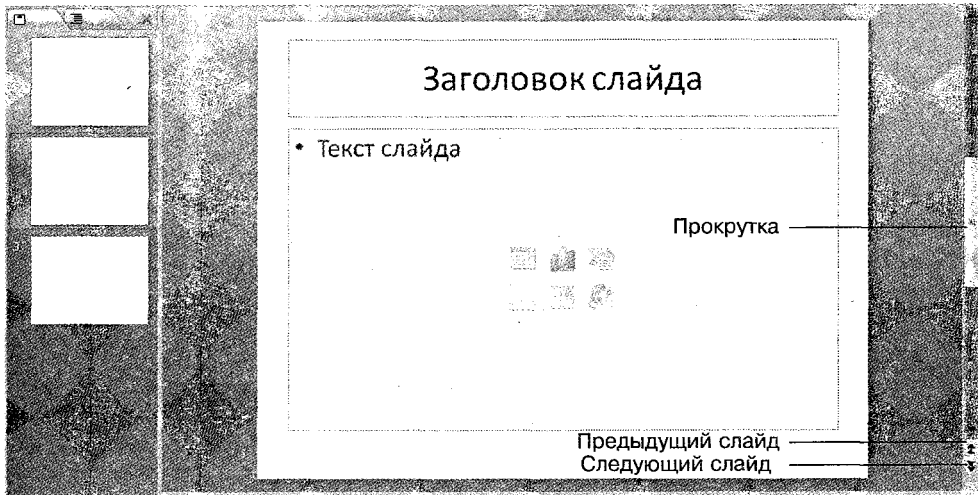 Заголовок слайда
• Текст слайда
Прокрутка
Предыдущий слайд
Следующий слайд